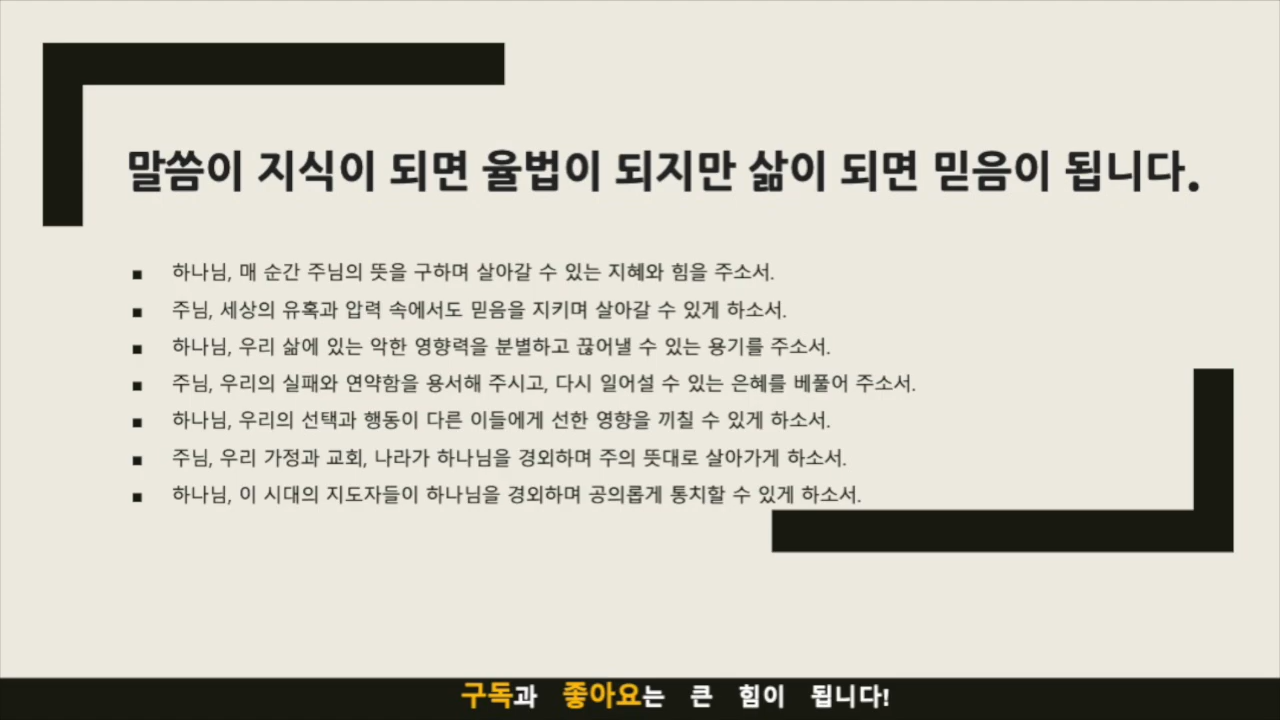 말씀이 지식이 되면 율법이 되지만 삶이 되면 믿음이 됩니다.
▪ 하나님, 매 순간 주님의 뜻을 구하며 살아갈 수 있는 지혜와 힘을 주소서.
▪ 주님, 세상의 유혹과 압력 속에서도 믿음을 지키며 살아갈 수 있게 하소서.
▪ 하나님, 우리 삶에 있는 악한 영향력을 분별하고 끊어낼 수 있는 용기를 주소서.
▪ 주님, 우리의 실패와 연약함을 용서해 주시고, 다시 일어설 수 있는 은혜를 베풀어 주소서.
▪ 하나님, 우리의 선택과 행동이 다른 이들에게 선한 영향을 끼칠 수 있게 하소서.
▪ 주님, 우리 가정과 교회, 나라가 하나님을 경외하며 주의 뜻대로 살아가게 하소서.
▪ 하나님, 이 시대의 지도자들이 하나님을 경외하며 공의롭게 통치할 수 있게 하소서.
구독과 좋아요는 큰 힘이 됩니다!